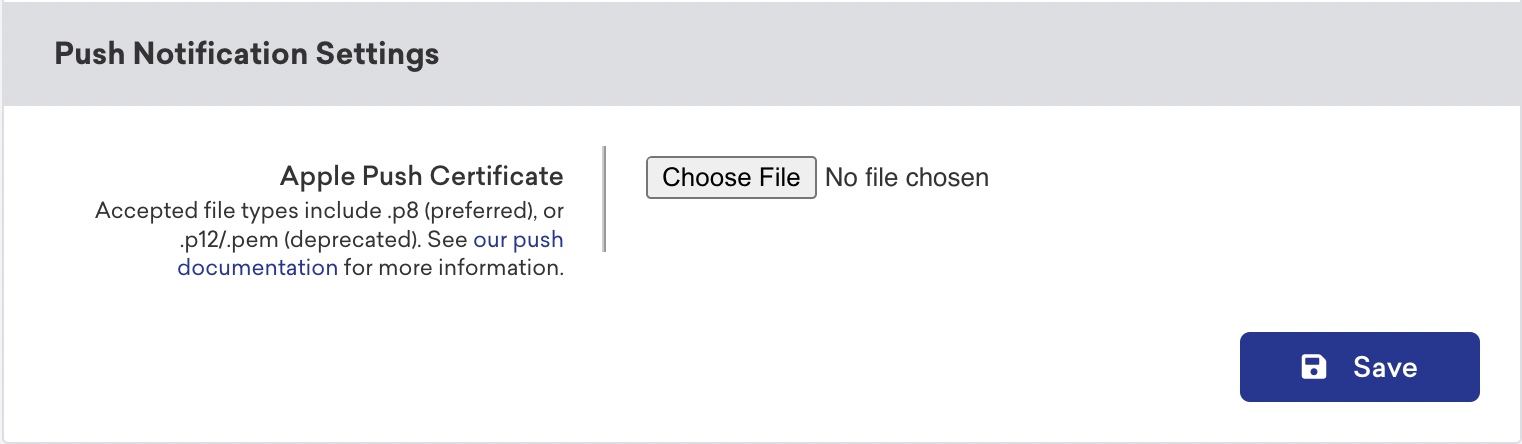 Push Notification Settings
Apple Push Certificate
Accepted file types include .p8 (preferred), or
.p12/.pem (deprecated). See our push
documentation for more information.
Choose File No file chosen
Save